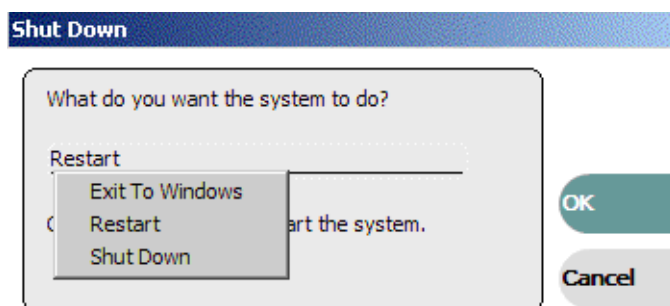 Shut Down
What do you want the system to do?
Restart
Exit To Windows
Restart
Shut Down
art the system.
OK
Cancel